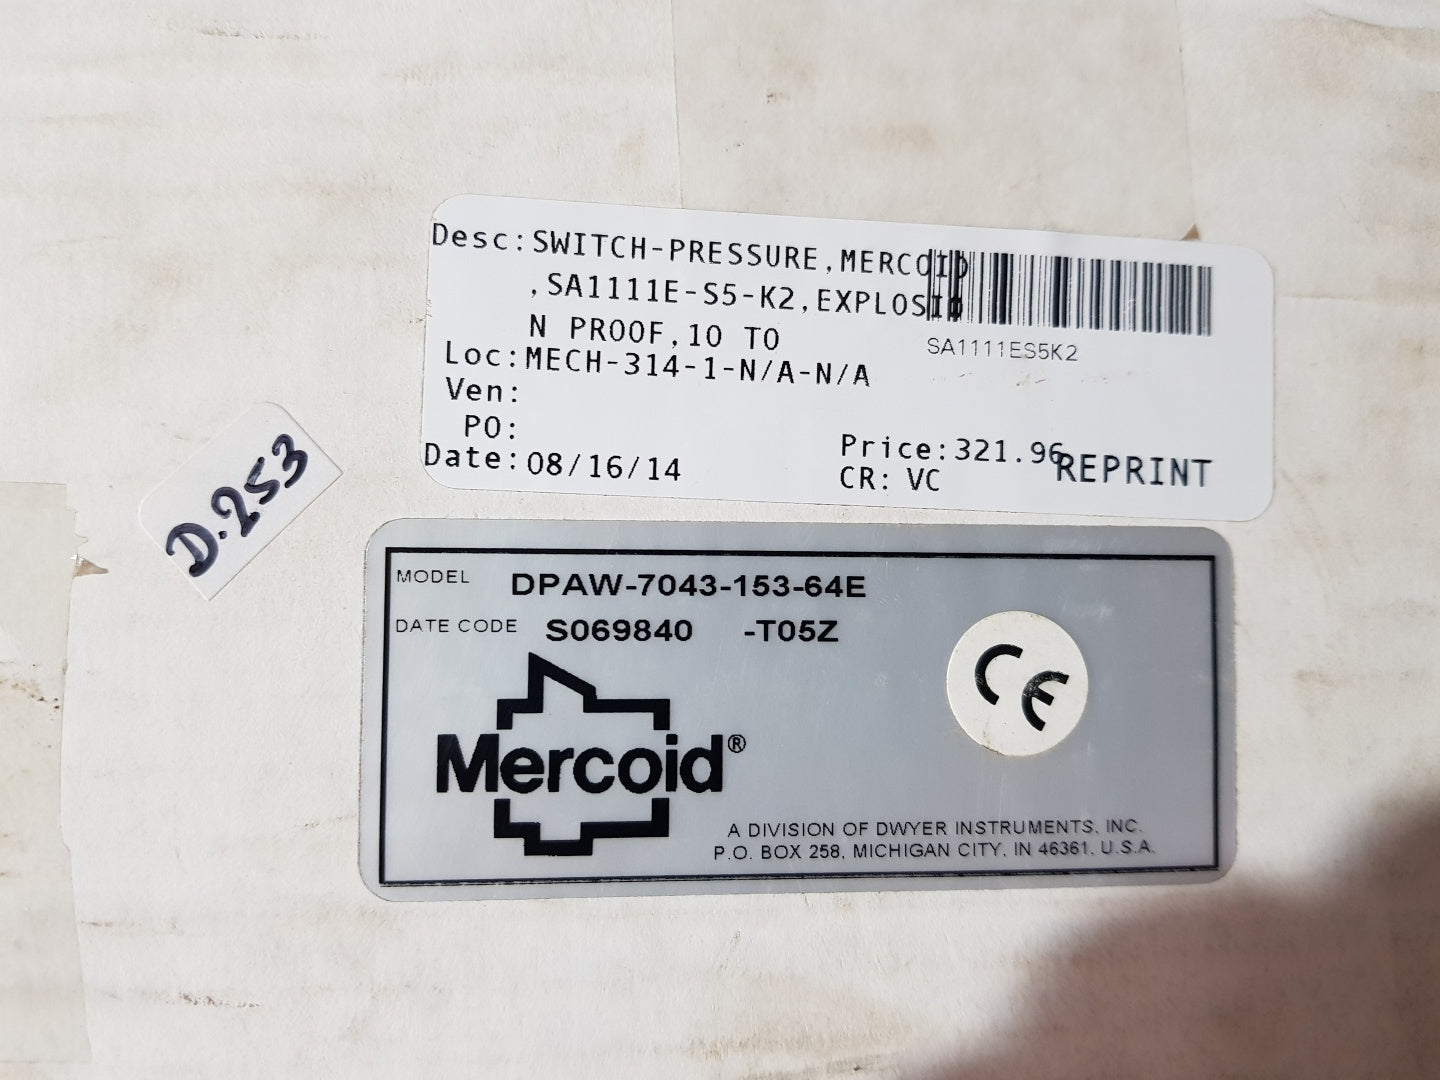 Desc:SWITCH-PRESSURE,MERCOID
,SA1111E-S5-K2,EXPLOSIO
N PROOF,10 TO
SA1111ES5K2
Loc:MECH-314-1-N/A-N/A
Ven:
PO:
Price:321.96
Date:08/16/14
CR: VC
REPRINT
D.253
MODEL DPAW-7043-153-64E
DATE CODE S069840 -T05Z
CE
Mercoid®
A DIVISION OF DWYER INSTRUMENTS, INC.
P.O. BOX 258, MICHIGAN CITY, IN 46361, U.S.A.